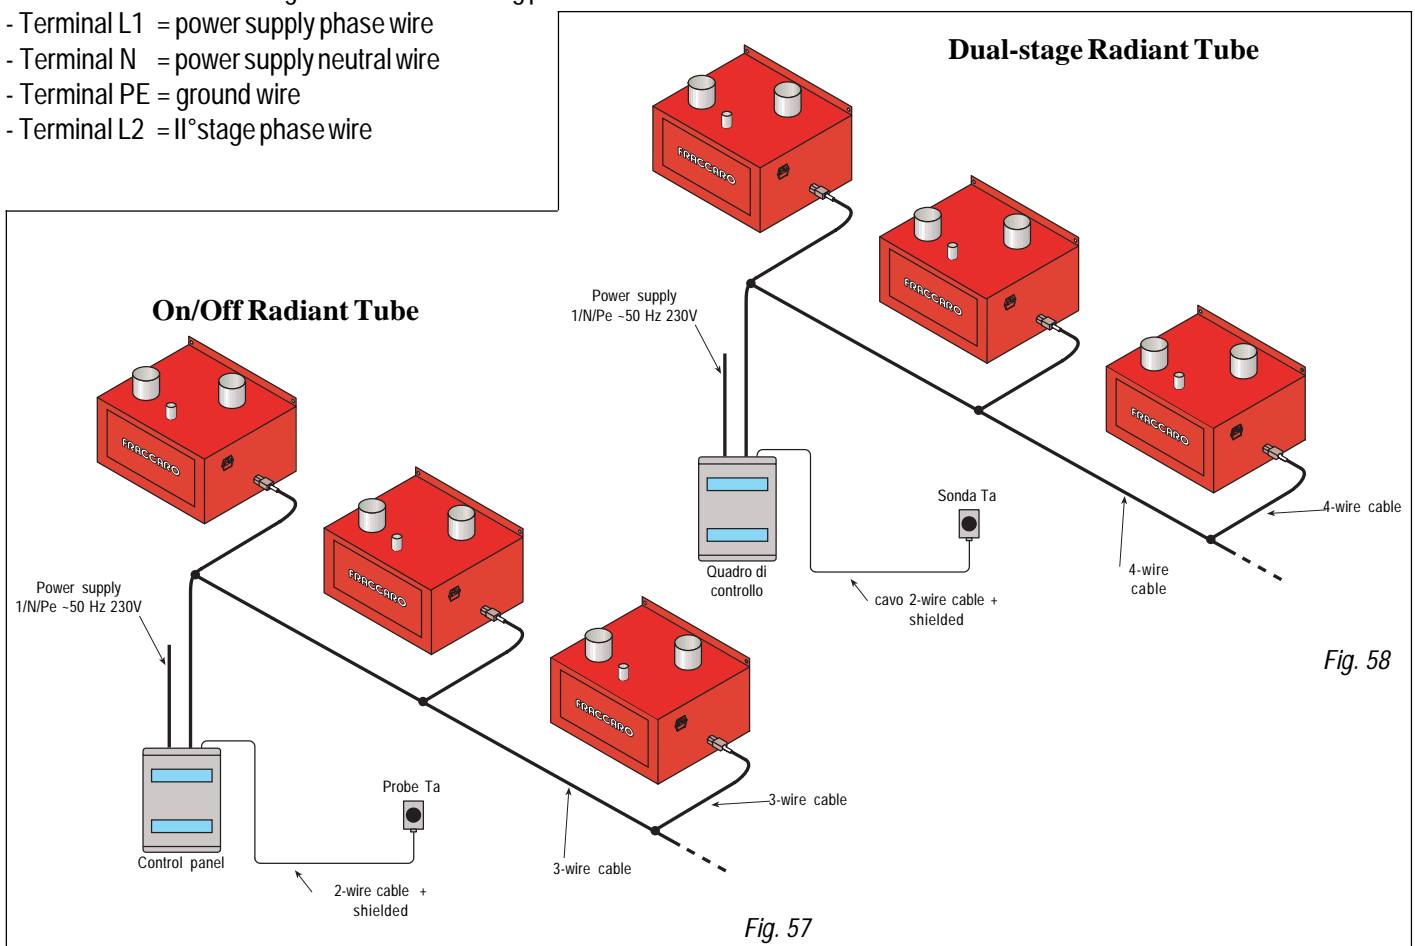 - Terminal L1 = power supply phase wire
- Terminal N = power supply neutral wire
- Terminal PE = ground wire
- Terminal L2 = II°stage phase wire
Dual-stage Radiant Tube
FRACCARO
FRACCARO
FRACCARO
Power supply
1/N/Pe ~50 Hz 230V
Sonda Ta
4-wire cable
4-wire
cable
Quadro di
controllo
cavo 2-wire cable +
shielded
Fig. 58
On/Off Radiant Tube
FRACCARO
FRACCARO
FRACCARO
Power supply
1/N/Pe ~50 Hz 230V
Probe Ta
3-wire cable
3-wire cable
Control panel
2-wire cable +
shielded
Fig. 57